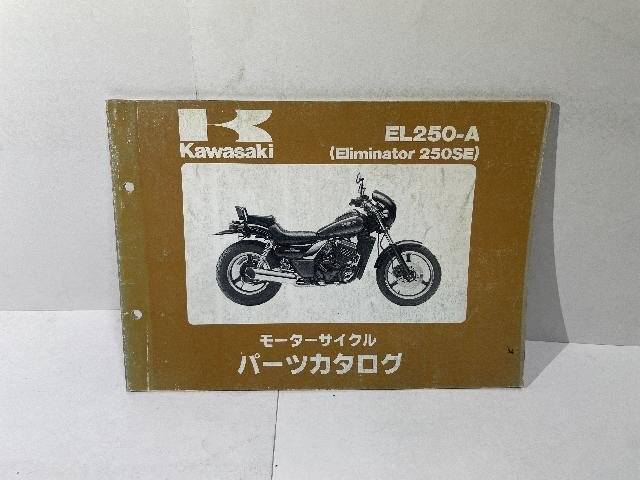 Kawasaki
EL250-A
(Eliminator 250SE)
モーターサイクル
パーツカタログ